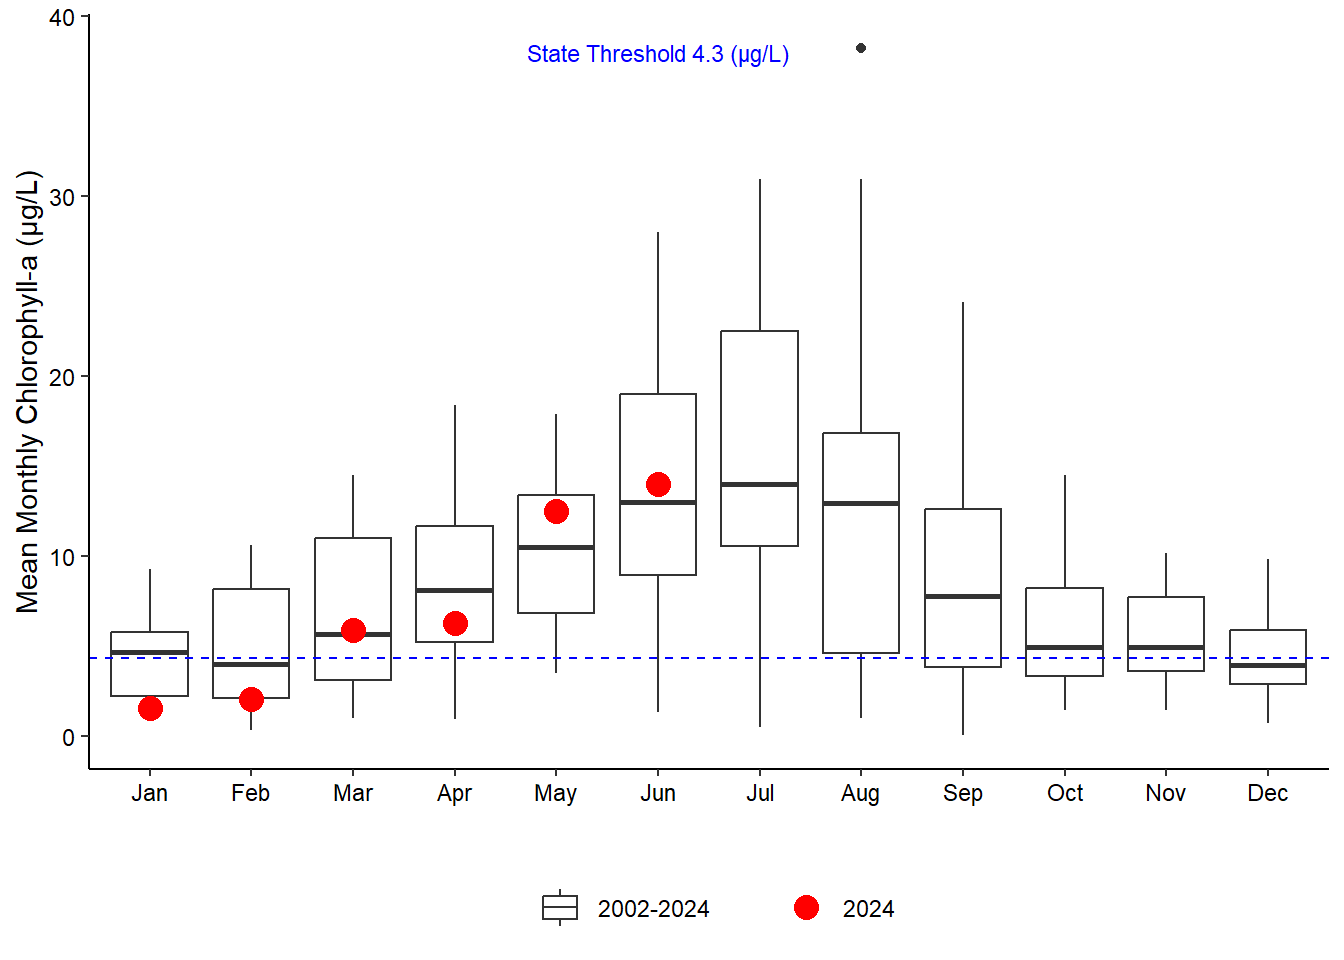 State Threshold 4.3 (µg/L)
Mean Monthly Chlorophyll-a (µg/L)
40
30
20
10
0
Jan Feb Mar Apr May Jun Jul Aug Sep Oct Nov Dec
2002-2024 2024